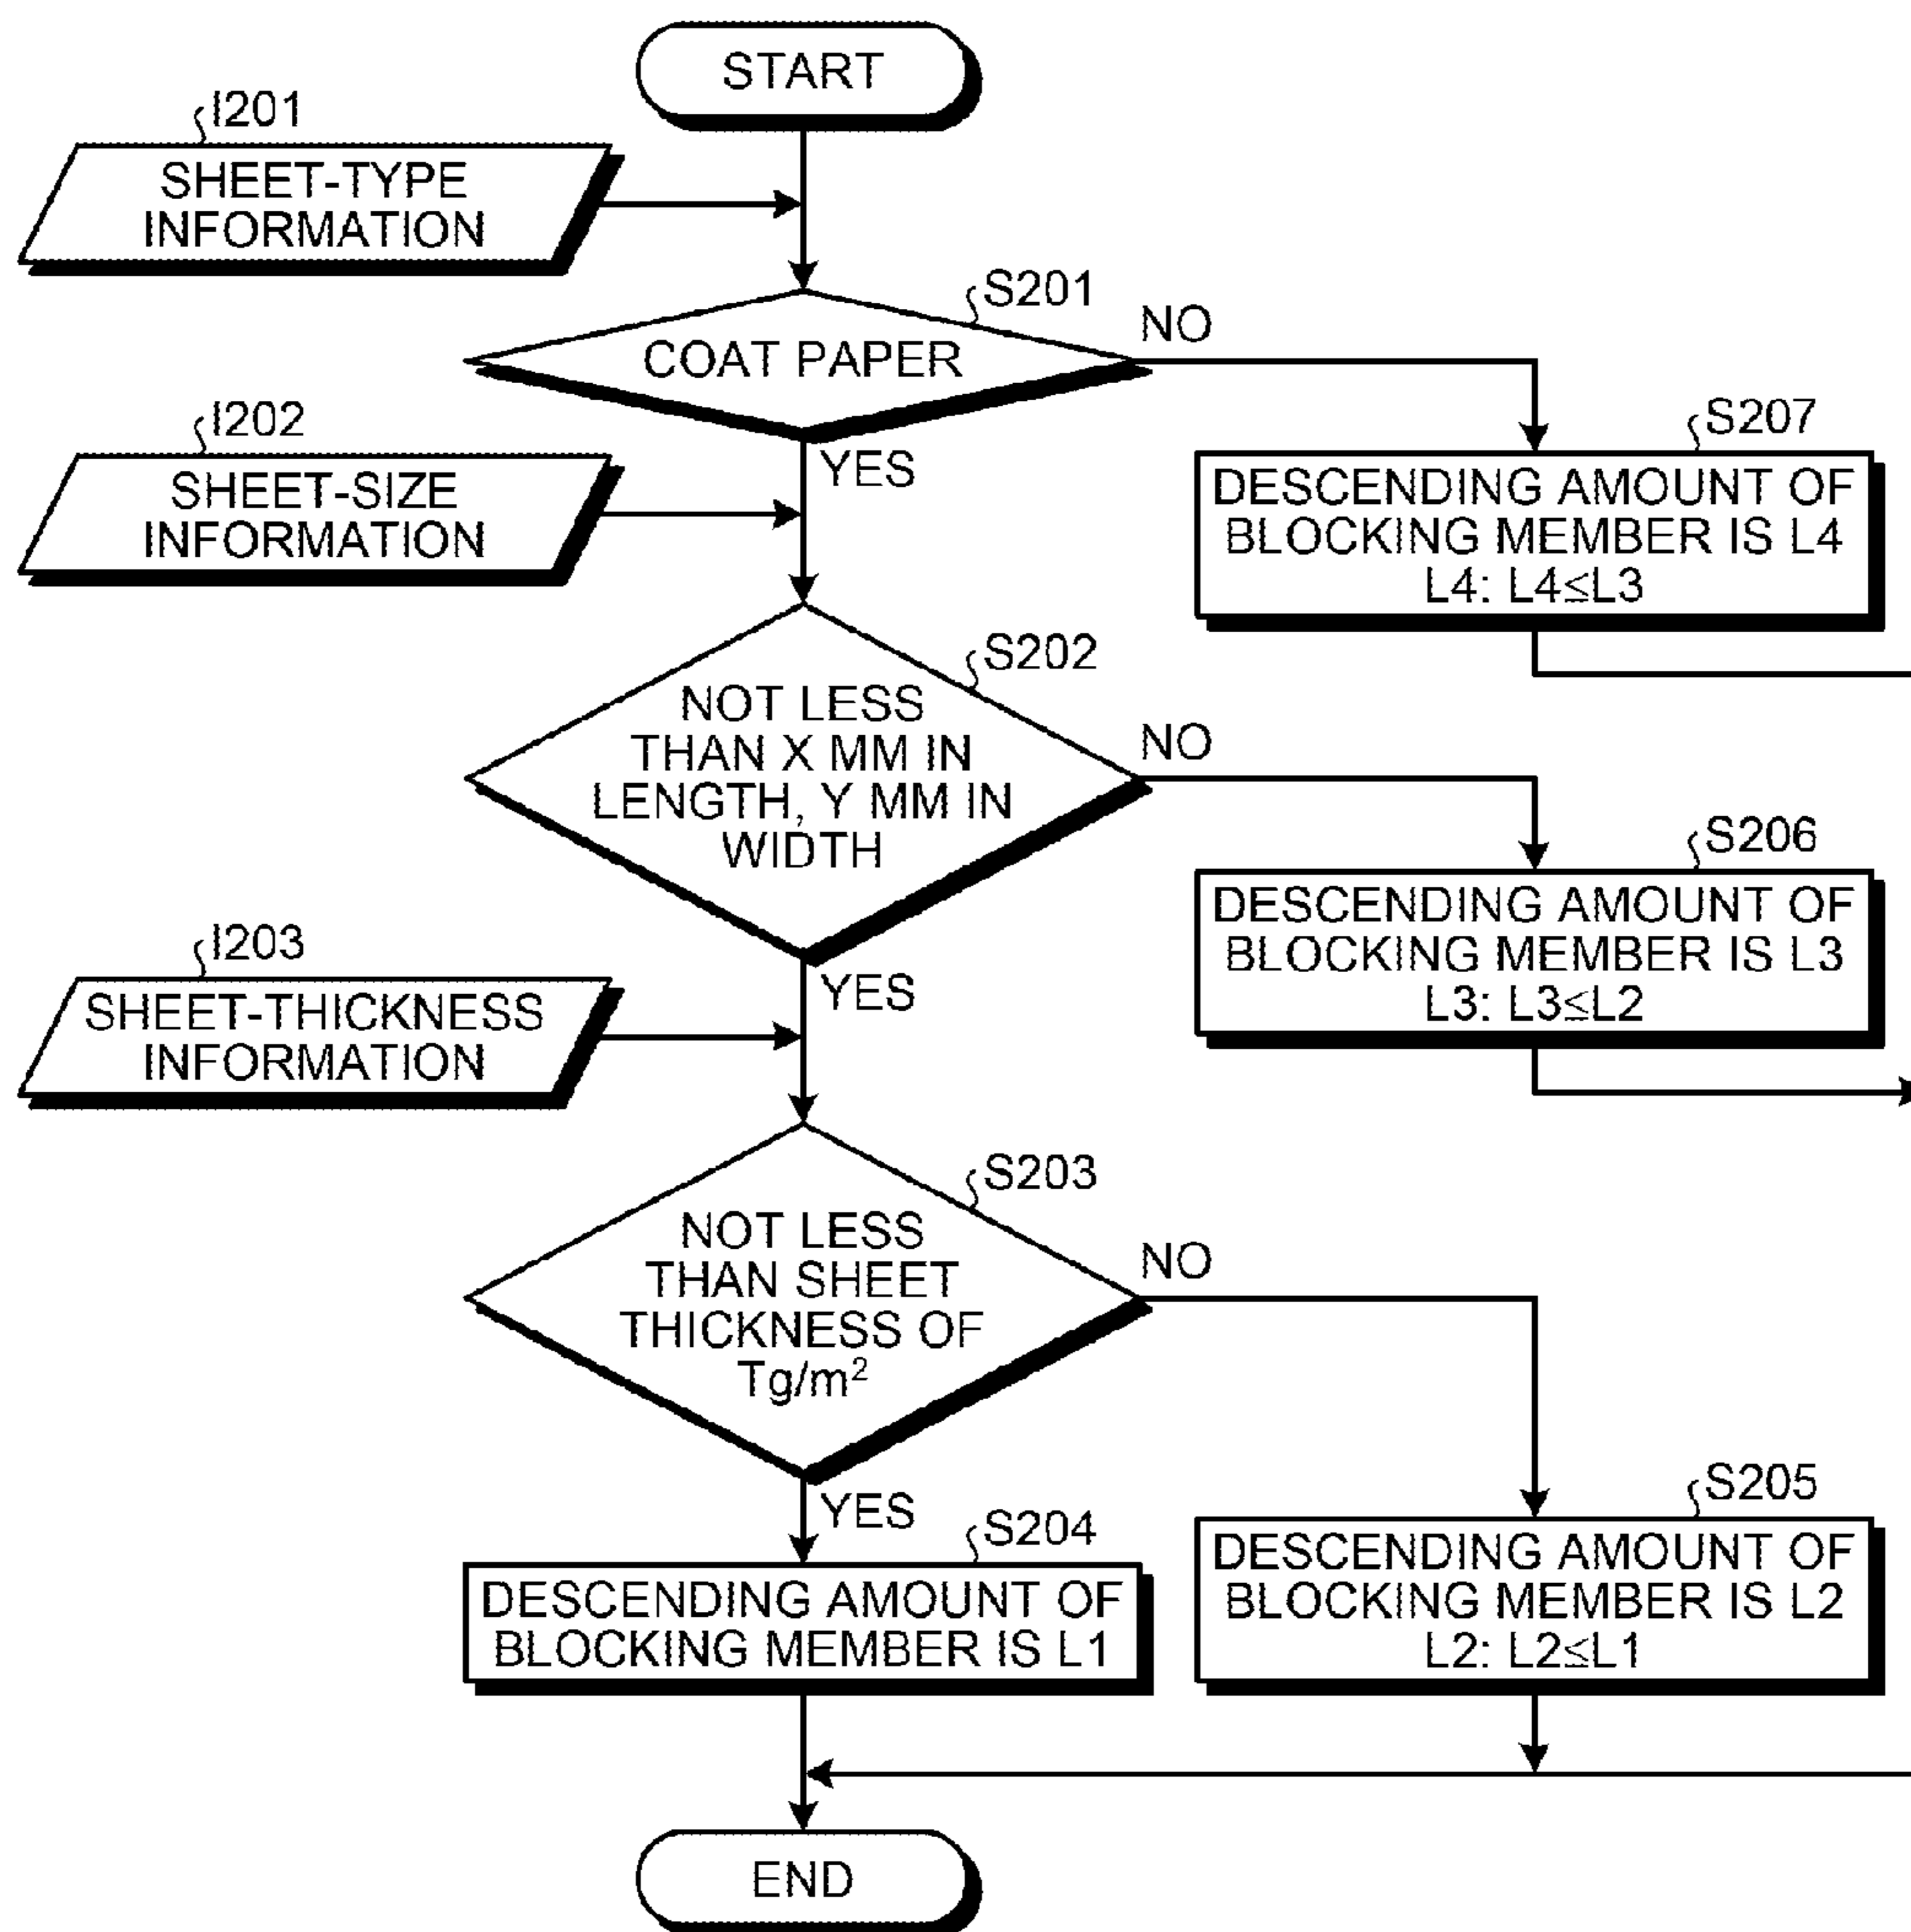 START
I201
SHEET-TYPE
INFORMATION
S201
COAT PAPER
NO
YES
I202
SHEET-SIZE
INFORMATION
S207
DESCENDING AMOUNT OF
BLOCKING MEMBER IS L4
L4: L4≦L3
S202
NOT LESS
THAN X MM IN
LENGTH, Y MM IN
WIDTH
NO
YES
S206
DESCENDING AMOUNT OF
BLOCKING MEMBER IS L3
L3: L3≦L2
I203
SHEET-THICKNESS
INFORMATION
S203
NOT LESS
THAN SHEET
THICKNESS OF
Tg/m²
NO
YES
S204
DESCENDING AMOUNT OF
BLOCKING MEMBER IS L1
S205
DESCENDING AMOUNT OF
BLOCKING MEMBER IS L2
L2: L2≦L1
END